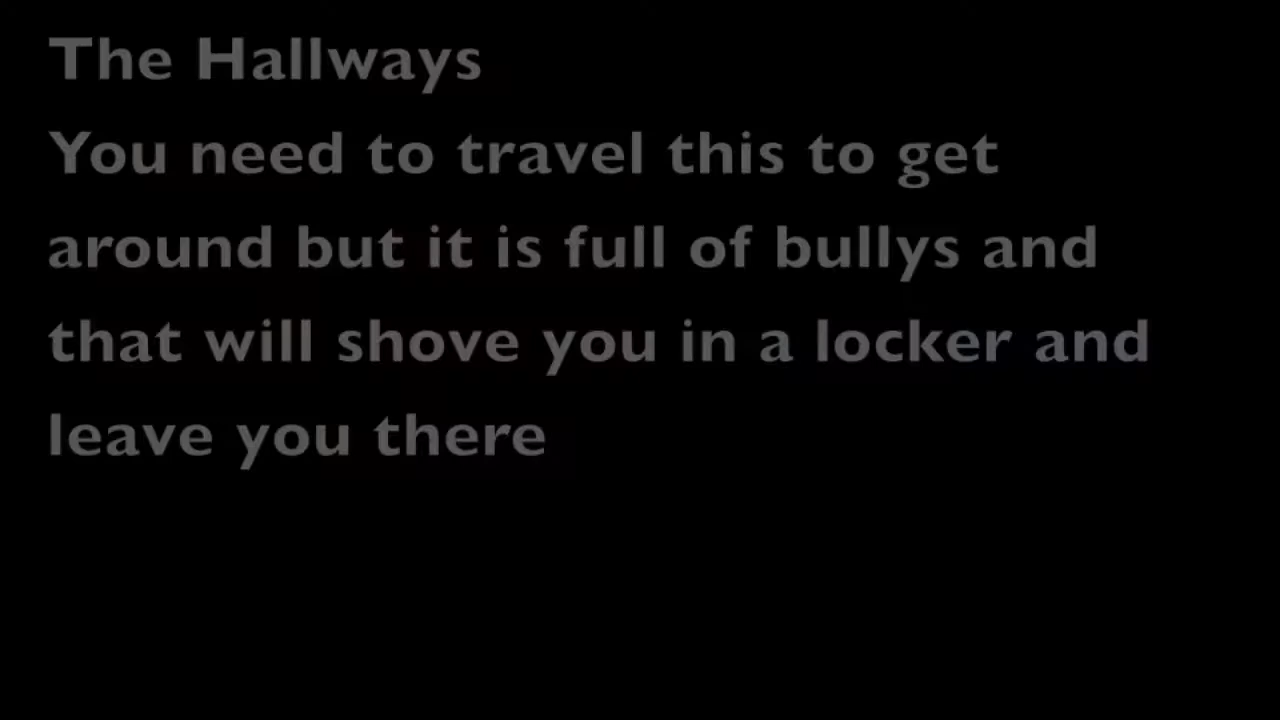 The Hallways
You need to travel this to get
around but it is full of bullys and
that will shove you in a locker and
leave you there